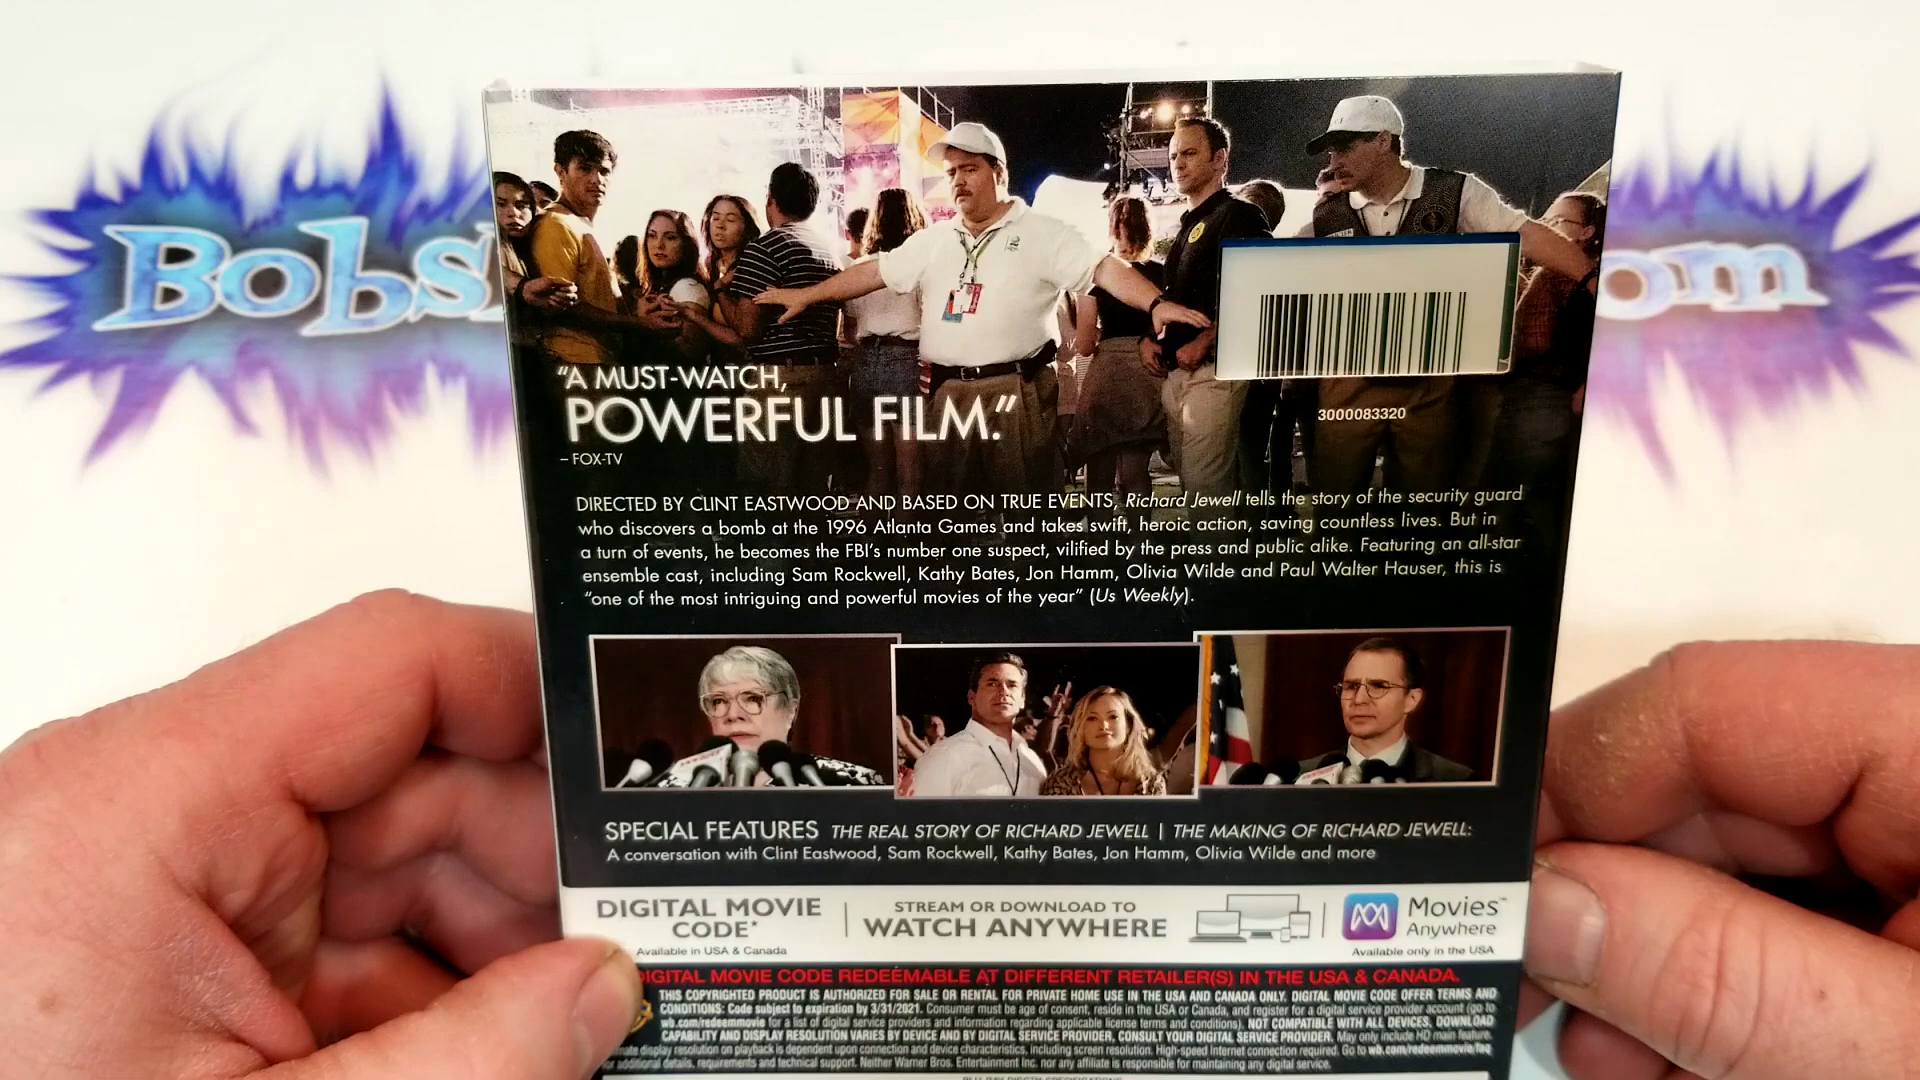 Bobs
om
"A MUST-WATCH,
POWERFUL FILM."
– FOX-TV
3000083320
DIRECTED BY CLINT EASTWOOD AND BASED ON TRUE EVENTS, Richard Jewell tells the story of the security guard
who discovers a bomb at the 1996 Atlanta Games and takes swift, heroic action, saving countless lives. But in
a turn of events, he becomes the FBI's number one suspect, vilified by the press and public alike. Featuring an all-star
ensemble cast, including Sam Rockwell, Kathy Bates, Jon Hamm, Olivia Wilde and Paul Walter Hauser, this is
"one of the most intriguing and powerful movies of the year" (Us Weekly).
SPECIAL FEATURES THE REAL STORY OF RICHARD JEWELL | THE MAKING OF RICHARD JEWELL:
A conversation with Clint Eastwood, Sam Rockwell, Kathy Bates, Jon Hamm, Olivia Wilde and more
DIGITAL MOVIE
CODE*
Available in USA & Canada
STREAM OR DOWNLOAD TO
WATCH ANYWHERE
Movies™
Anywhere
Available only in the USA
DIGITAL MOVIE CODE REDEEMABLE AT DIFFERENT RETAILER(S) IN THE USA & CANADA.
THIS COPYRIGHTED PRODUCT IS AUTHORIZED FOR SALE OR RENTAL FOR PRIVATE HOME USE IN THE USA AND CANADA ONLY. DIGITAL MOVIE CODE OFFER TERMS AND
CONDITIONS: Code subject to expiration by 3/31/2021. Consumer must be age of consent, reside in the USA or Canada, and register for a digital service provider account (go to
wb.com/redeemmovie for a list of digital service providers and information regarding applicable license terms and conditions). NOT COMPATIBLE WITH ALL DEVICES, DOWNLOAD
CAPABILITY AND DISPLAY RESOLUTION VARIES BY DEVICE AND BY DIGITAL SERVICE PROVIDER, CONSULT YOUR DIGITAL SERVICE PROVIDER. May only include HD main feature.
display resolution on playback is dependent upon connection and device characteristics, including screen resolution. High-speed Internet connection required. Go to wb.com/redeemmovie/faq
for additional details, requirements and technical support. Neither Warner Bros. Entertainment Inc. nor any affiliate is responsible for maintaining any digital service.